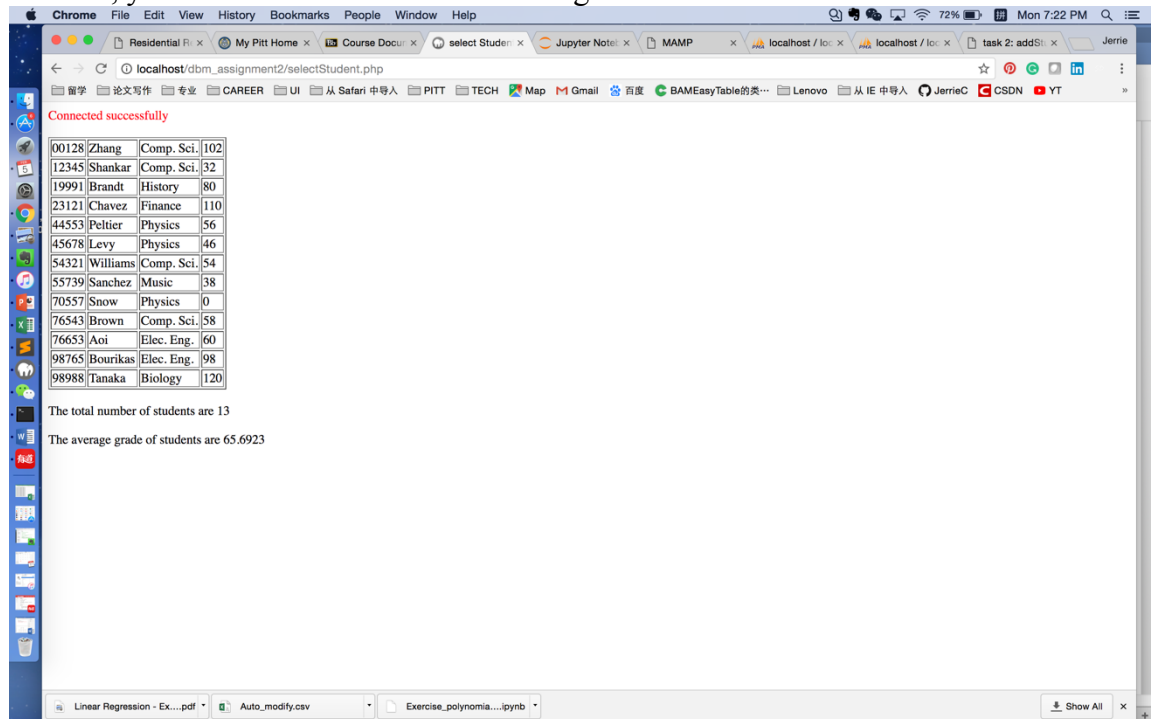 Chrome File Edit View History Bookmarks People Window Help 72% Mon 7:22 PM
Residential R My Pitt Home Course Docum select Studen Jupyter Note MAMP localhost / loc localhost / loc task 2: addSt Jerrie
localhost/dbm_assignment2/selectStudent.php
留学 论文写作 专业 CAREER UI 从 Safari 中导入 PITT TECH Map Gmail 百度 BAMEasyTable的类… Lenovo 从 IE 中导入 JerrieC CSDN YT »
Connected successfully
00128 Zhang Comp. Sci. 102
12345 Shankar Comp. Sci. 32
19991 Brandt History 80
23121 Chavez Finance 110
44553 Peltier Physics 56
45678 Levy Physics 46
54321 Williams Comp. Sci. 54
55739 Sanchez Music 38
70557 Snow Physics 0
76543 Brown Comp. Sci. 58
76653 Aoi Elec. Eng. 60
98765 Bourikas Elec. Eng. 98
98988 Tanaka Biology 120
The total number of students are 13
The average grade of students are 65.6923
Linear Regression - Ex....pdf Auto_modify.csv Exercise_polynomia....ipynb Show All